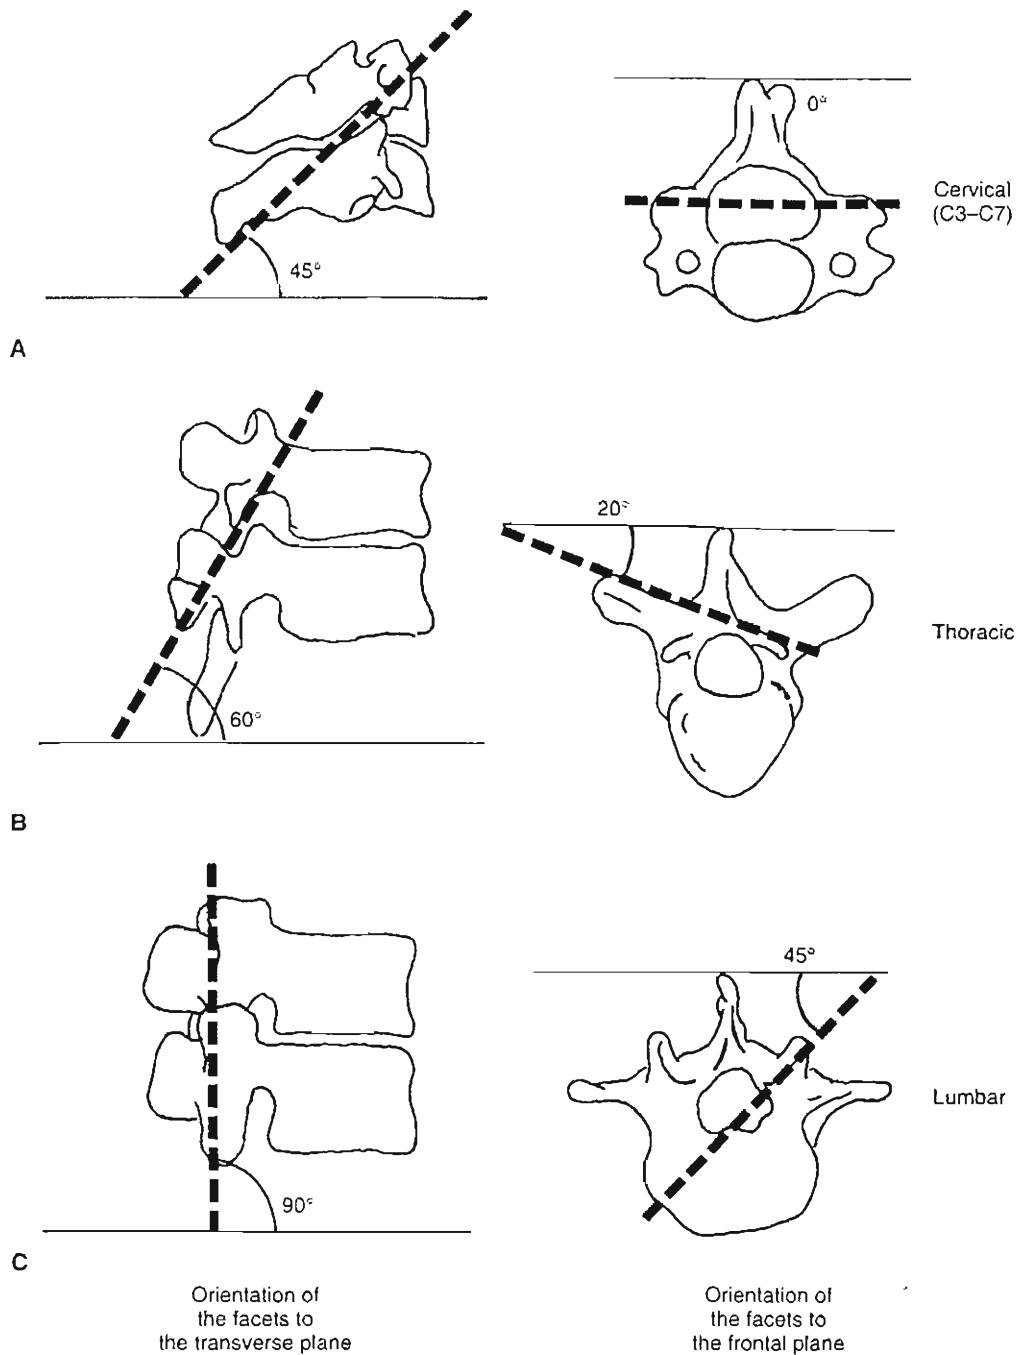 0°
Cervical
(C3–C7)
45°
A
20°
Thoracic
60°
B
45°
Lumbar
90°
C
Orientation of
the facets to
the transverse plane
Orientation of
the facets to
the frontal plane